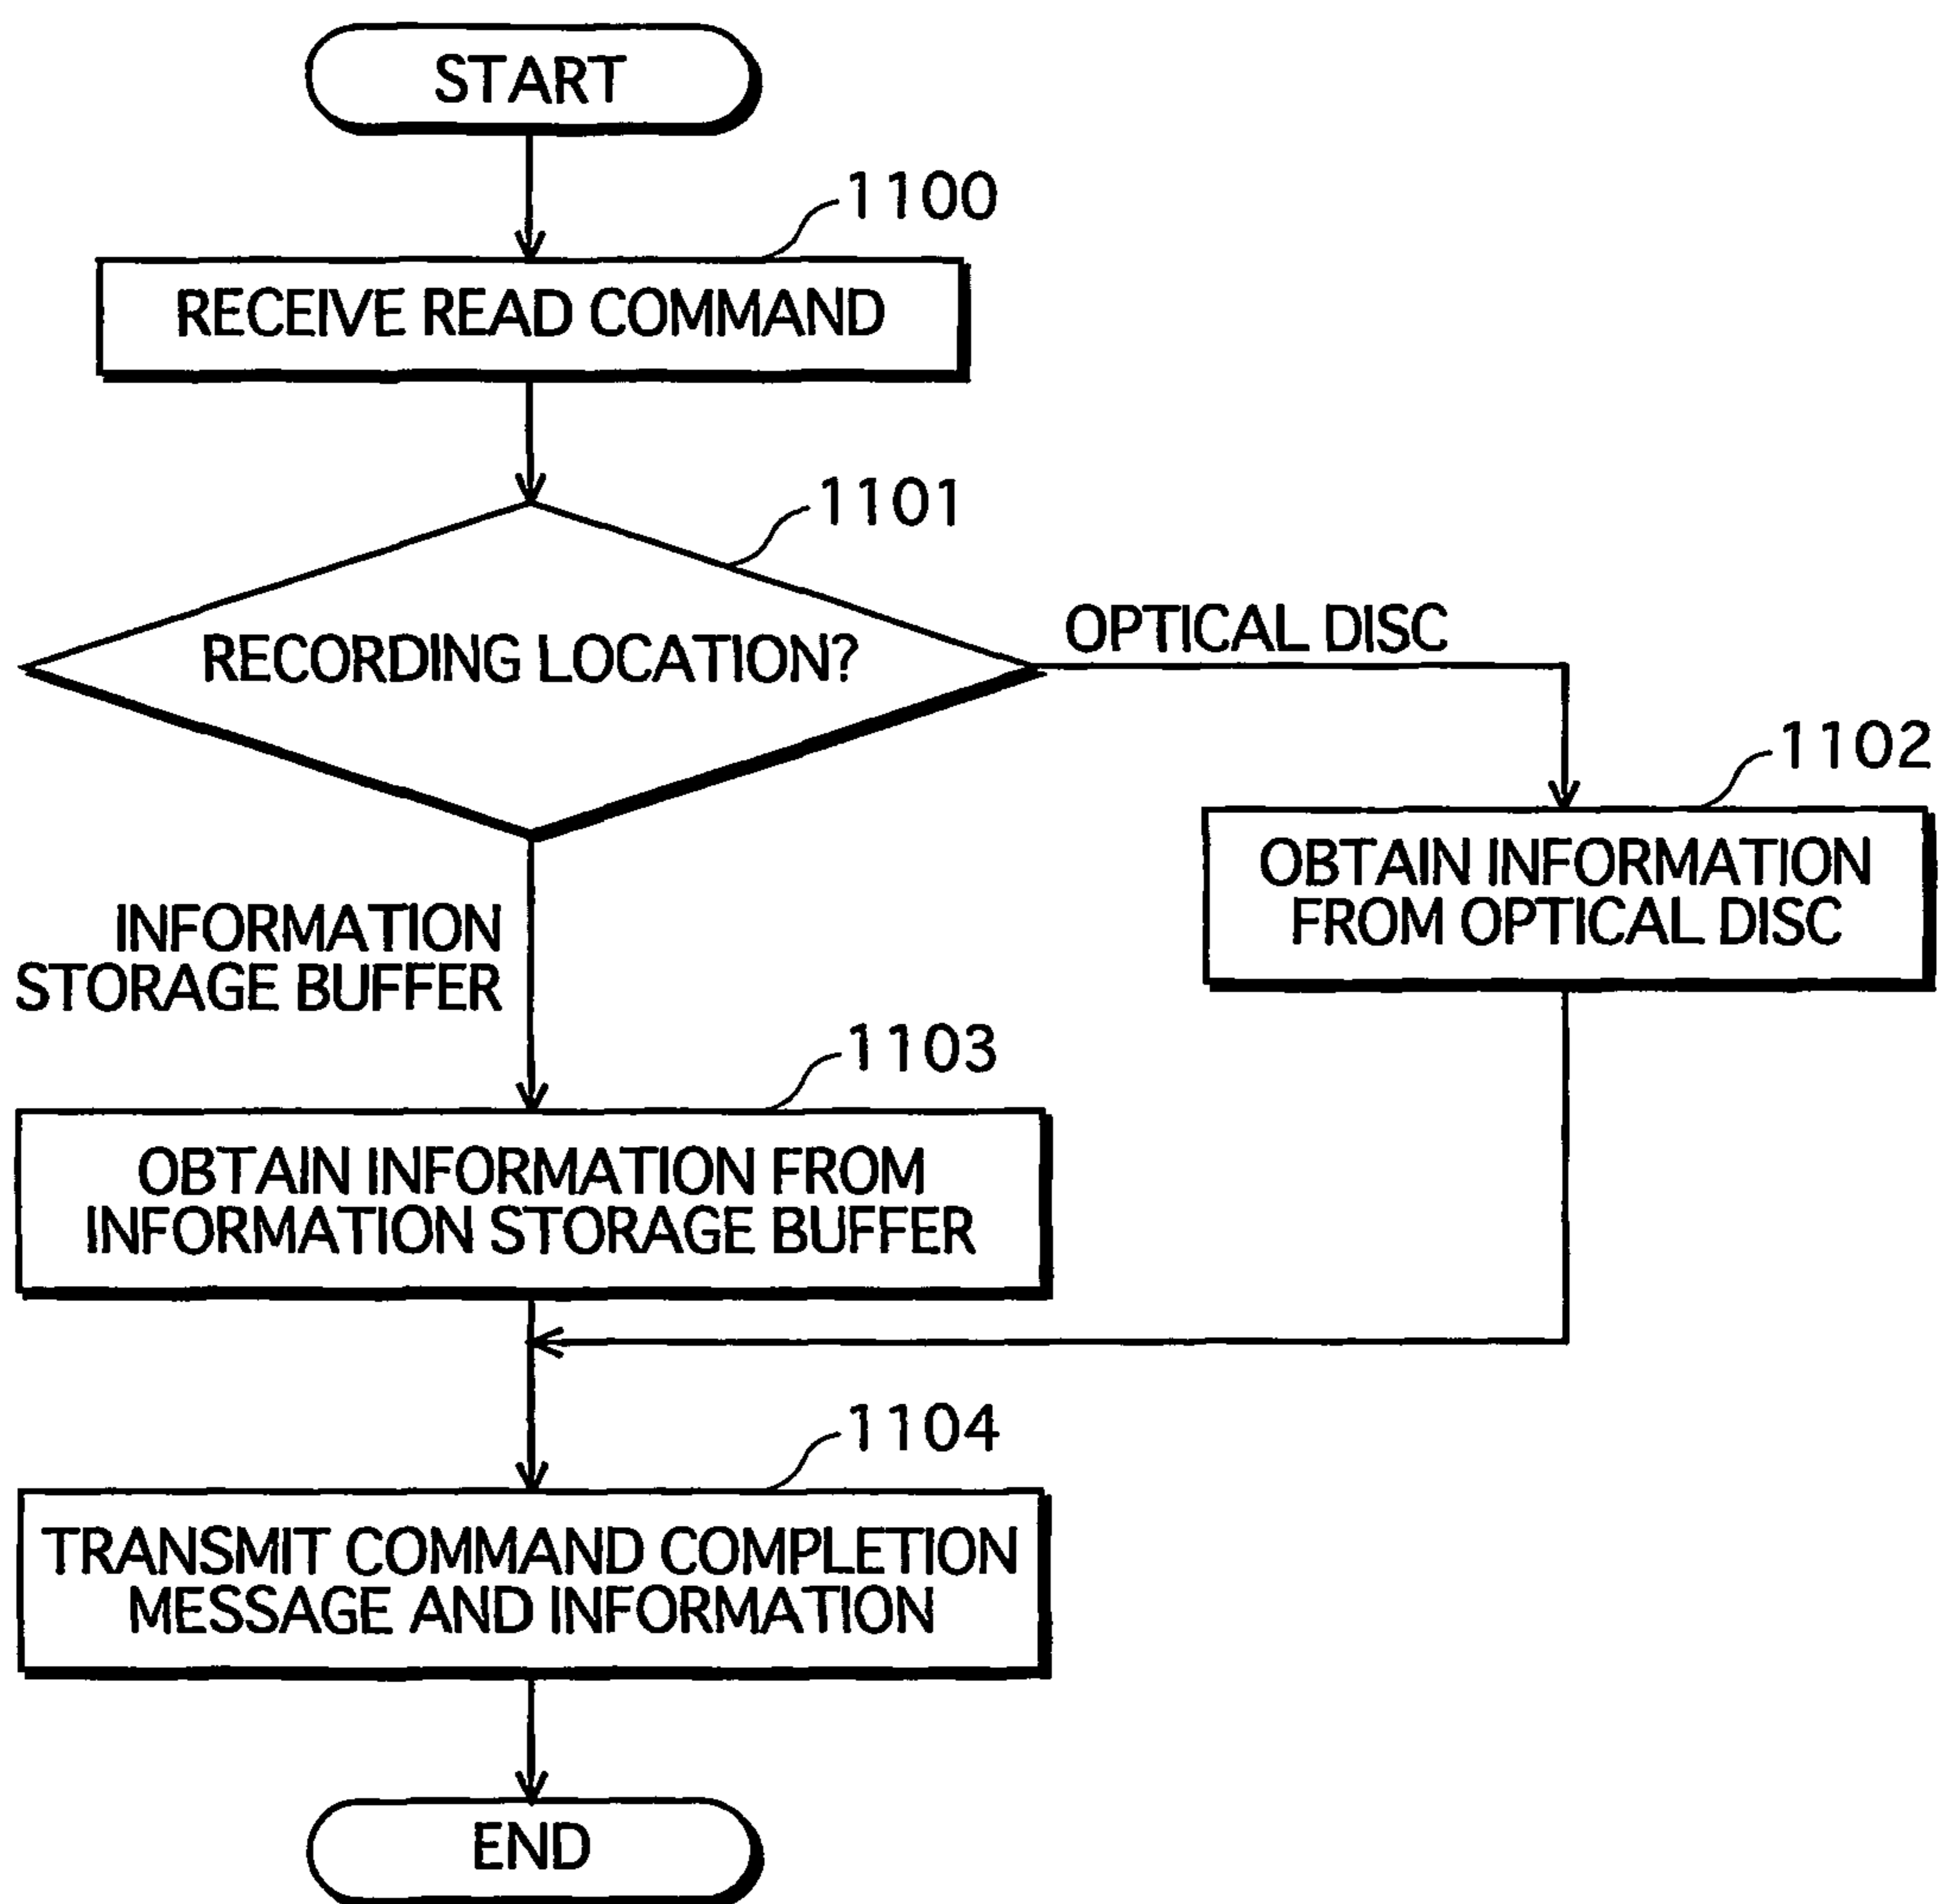 START
1100
RECEIVE READ COMMAND
1101
RECORDING LOCATION?
OPTICAL DISC
1102
OBTAIN INFORMATION
FROM OPTICAL DISC
INFORMATION
STORAGE BUFFER
1103
OBTAIN INFORMATION FROM
INFORMATION STORAGE BUFFER
1104
TRANSMIT COMMAND COMPLETION
MESSAGE AND INFORMATION
END